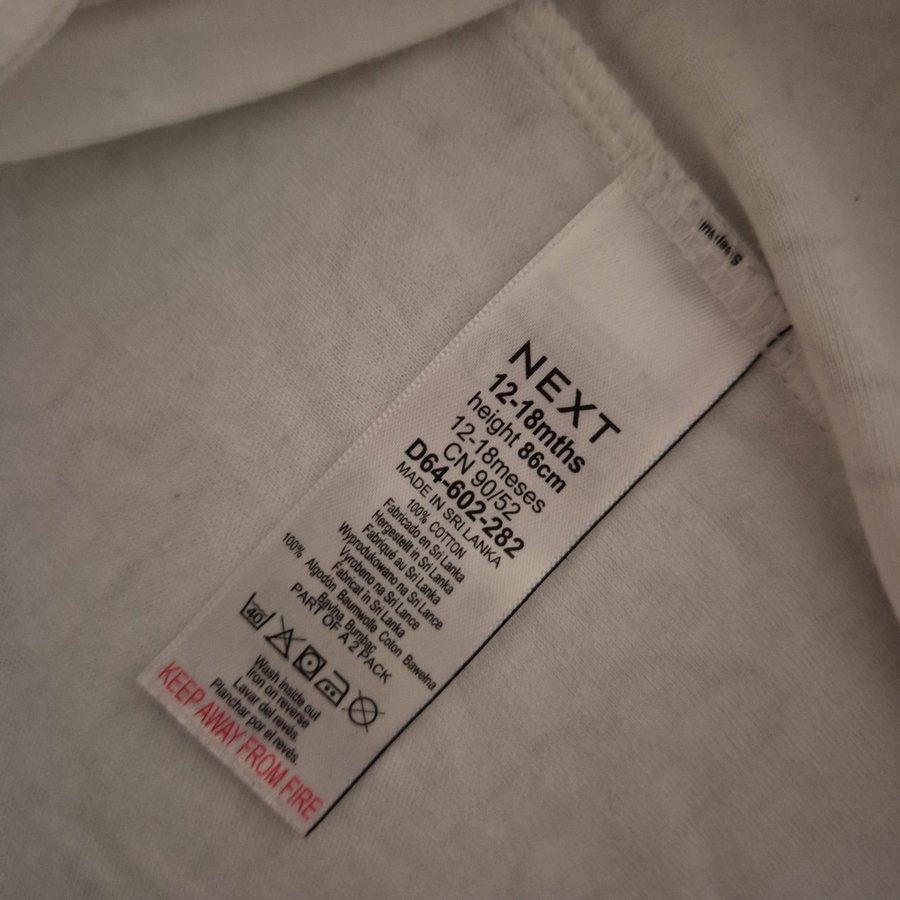 NEXT
12-18mths
height 86cm
12-18meses
CN 90/52
D64-602-282
MADE IN SRI LANKA
100% COTTON
Fabricado en Sri Lanka
Hergestellt in Sri Lanka
Fabriqué au Sri Lanka
Wyprodukowano na Sri Lance
Vyrobeno na Sri Lance
Fabricat in Sri Lanka
100% Algodón Baumwolle Coton Bawełna
Bavlna, Bumbac
PART OF A 2 PACK
40
Wash inside out
Iron on reverse
Lavar del revés.
Planchar por el revés.
KEEP AWAY FROM FIRE